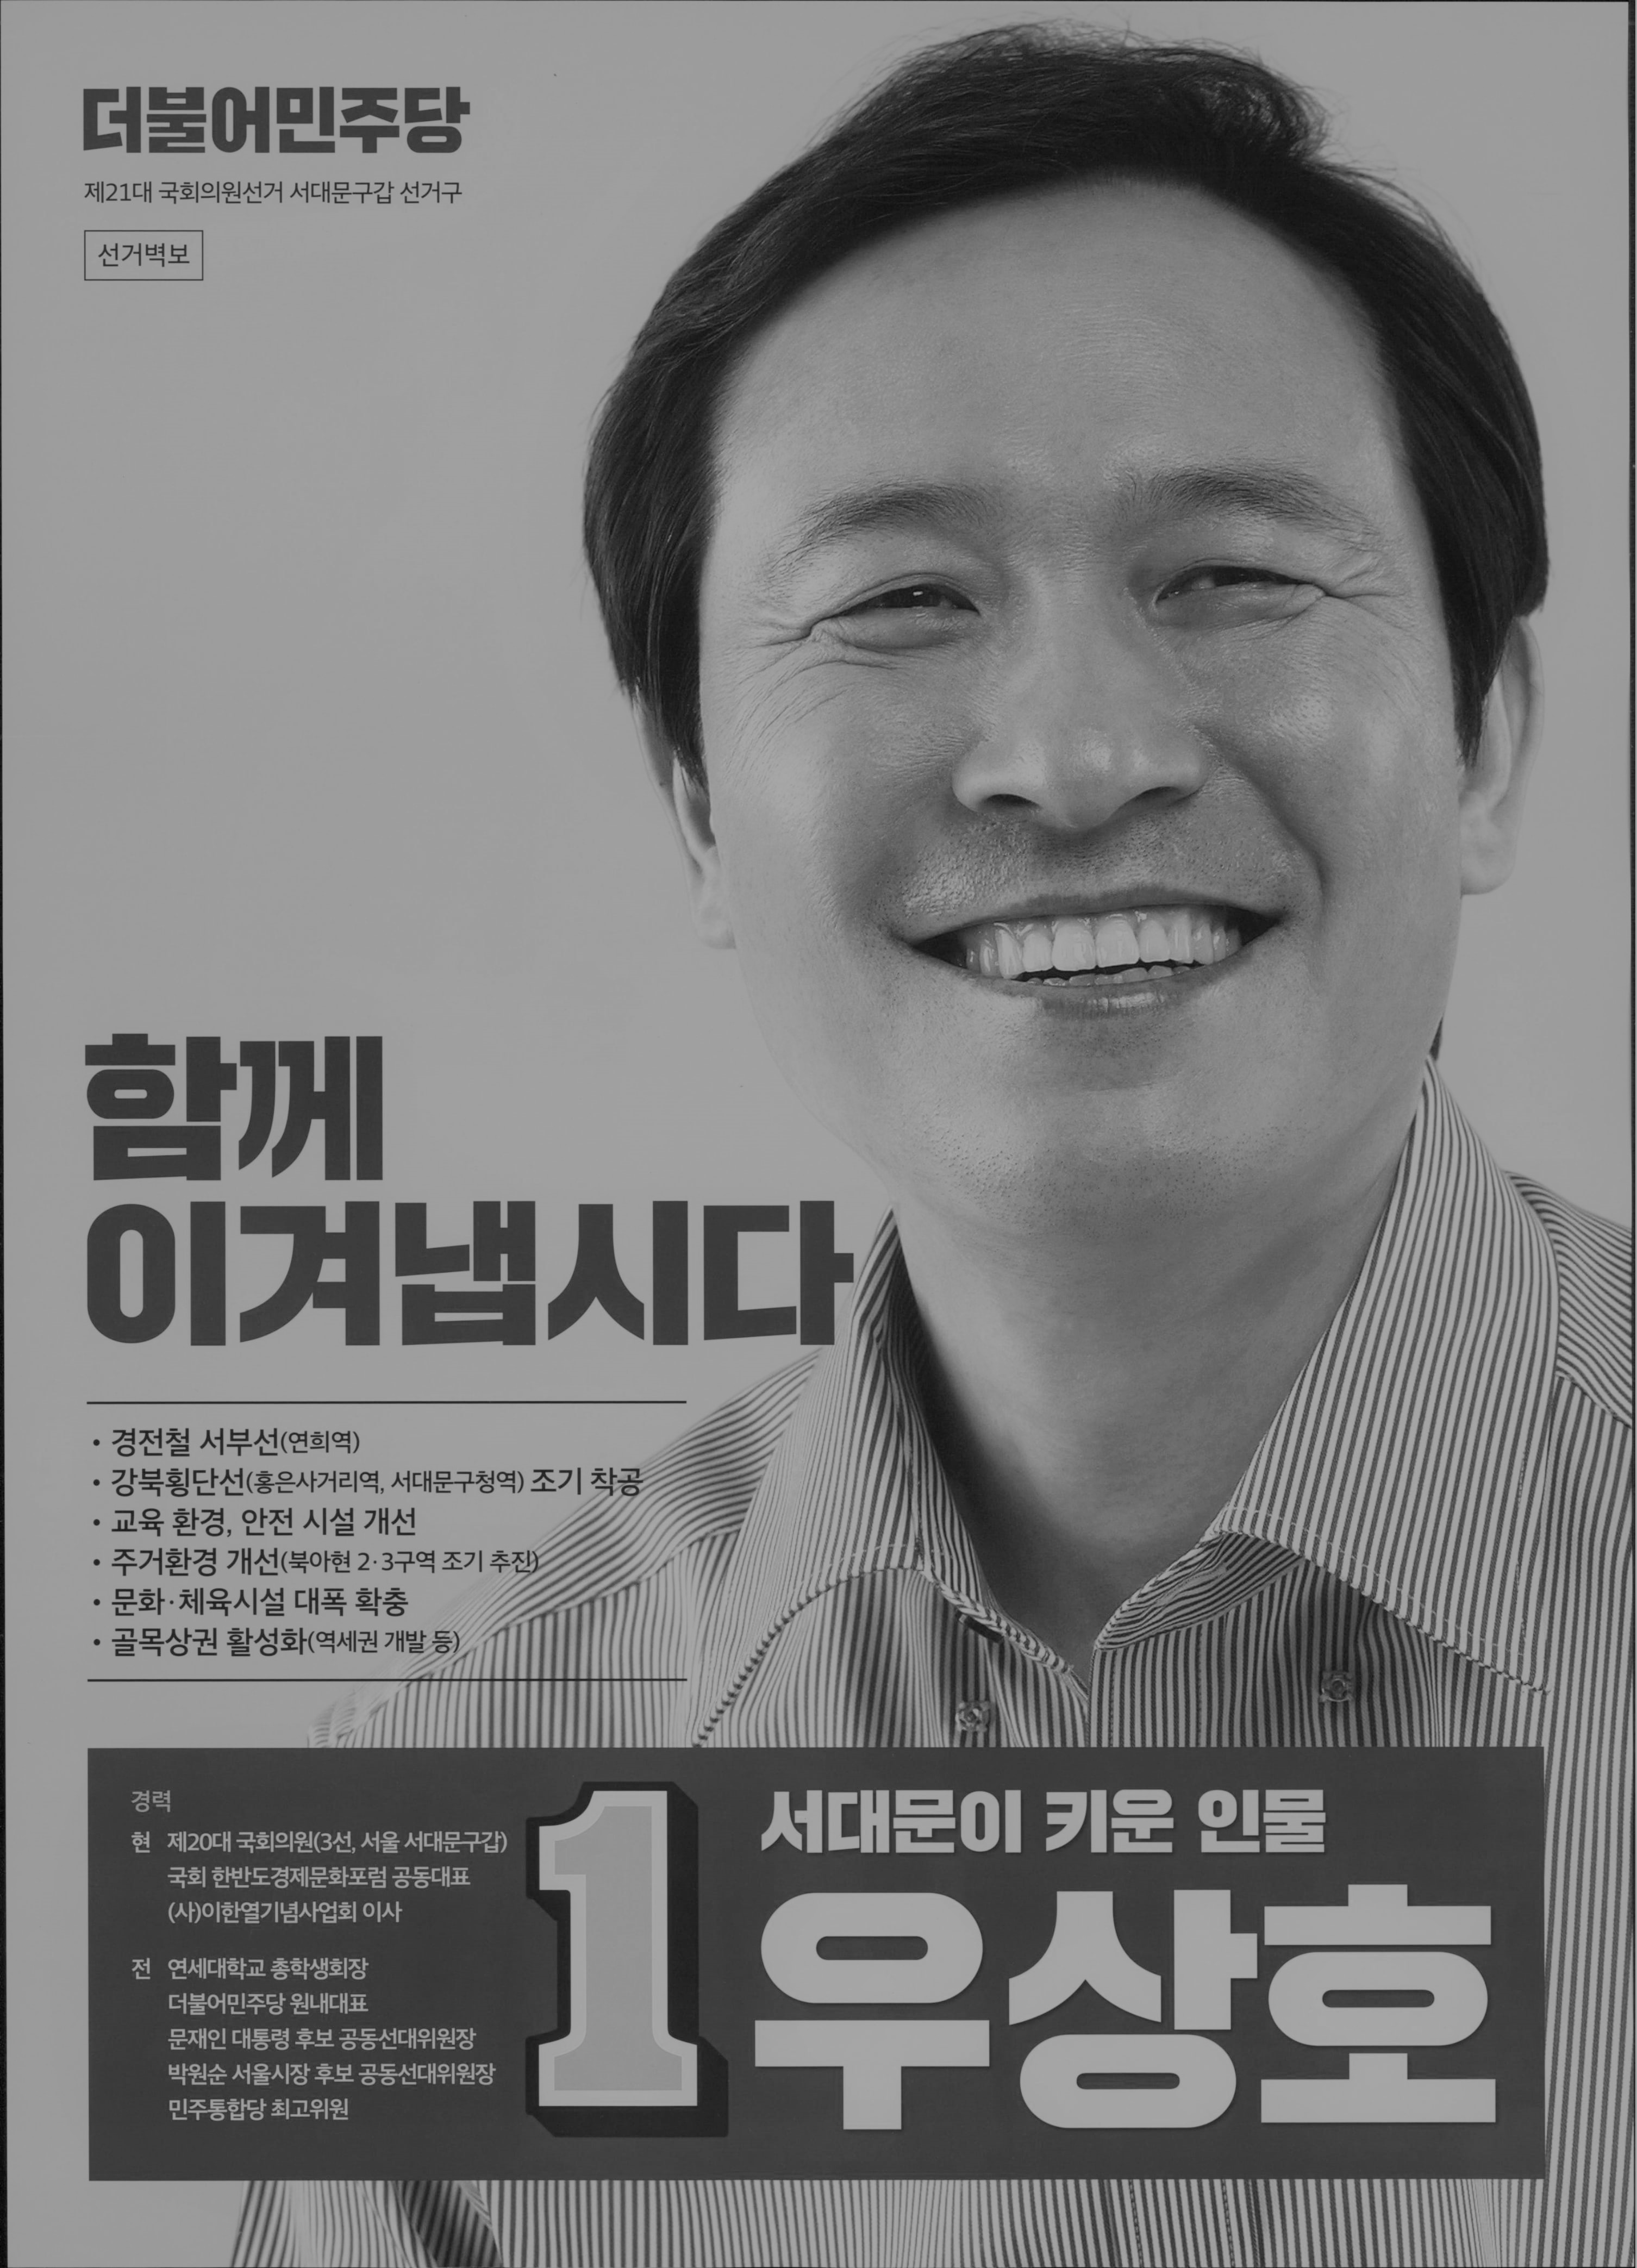 더불어민주당
제21대 국회의원선거 서대문구갑 선거구
선거벽보
함께
이겨냅시다
• 경전철 서부선(연희역)
• 강북횡단선(홍은사거리역, 서대문구청역) 조기 착공
• 교육 환경, 안전 시설 개선
• 주거환경 개선(북아현 2·3구역 조기 추진)
• 문화·체육시설 대폭 확충
• 골목상권 활성화(역세권 개발 등)
경력
현 제20대 국회의원(3선, 서울 서대문구갑)
국회 한반도경제문화포럼 공동대표
(사)이한열기념사업회 이사
전 연세대학교 총학생회장
더불어민주당 원내대표
문재인 대통령 후보 공동선대위원장
박원순 서울시장 후보 공동선대위원장
민주통합당 최고위원
1
서대문이 키운 인물
우상호